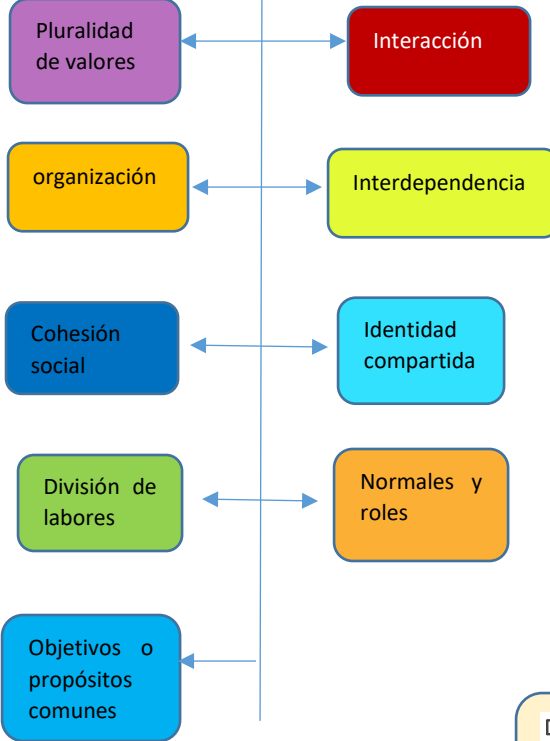 Pluralidad
de valores
Interacción
organización
Interdependencia
Cohesión
social
Identidad
compartida
División de
labores
Normales y
roles
Objetivos o
propósitos
comunes